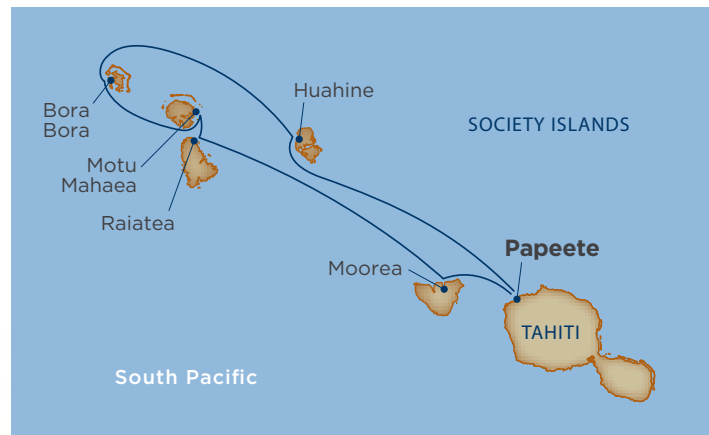 Huahine
Bora
Bora
SOCIETY ISLANDS
Motu
Mahaea
Raiatea
Papeete
Moorea
TAHITI
South Pacific